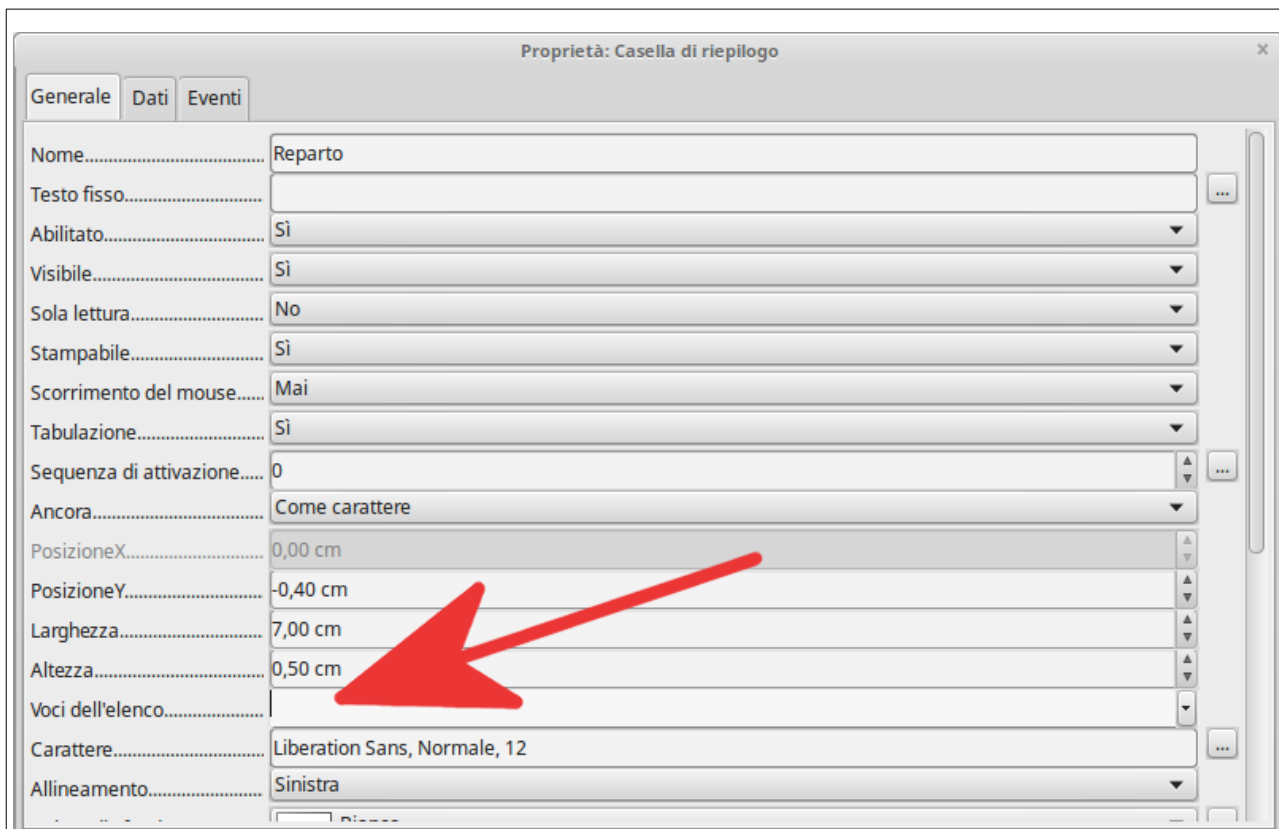 Proprietà: Casella di riepilogo ×
Generale Dati Eventi
Nome..................................... Reparto
Testo fisso............................. ...
Abilitato.................................. Sì
Visibile.................................... Sì
Sola lettura............................ No
Stampabile............................. Sì
Scorrimento del mouse...... Mai
Tabulazione........................... Sì
Sequenza di attivazione..... 0 ...
Ancora.................................... Come carattere
PosizioneX............................. 0,00 cm
PosizioneY............................. -0,40 cm
Larghezza.............................. 7,00 cm
Altezza.................................... 0,50 cm
Voci dell'elenco.....................
Carattere................................ Liberation Sans, Normale, 12 ...
Allineamento........................ Sinistra